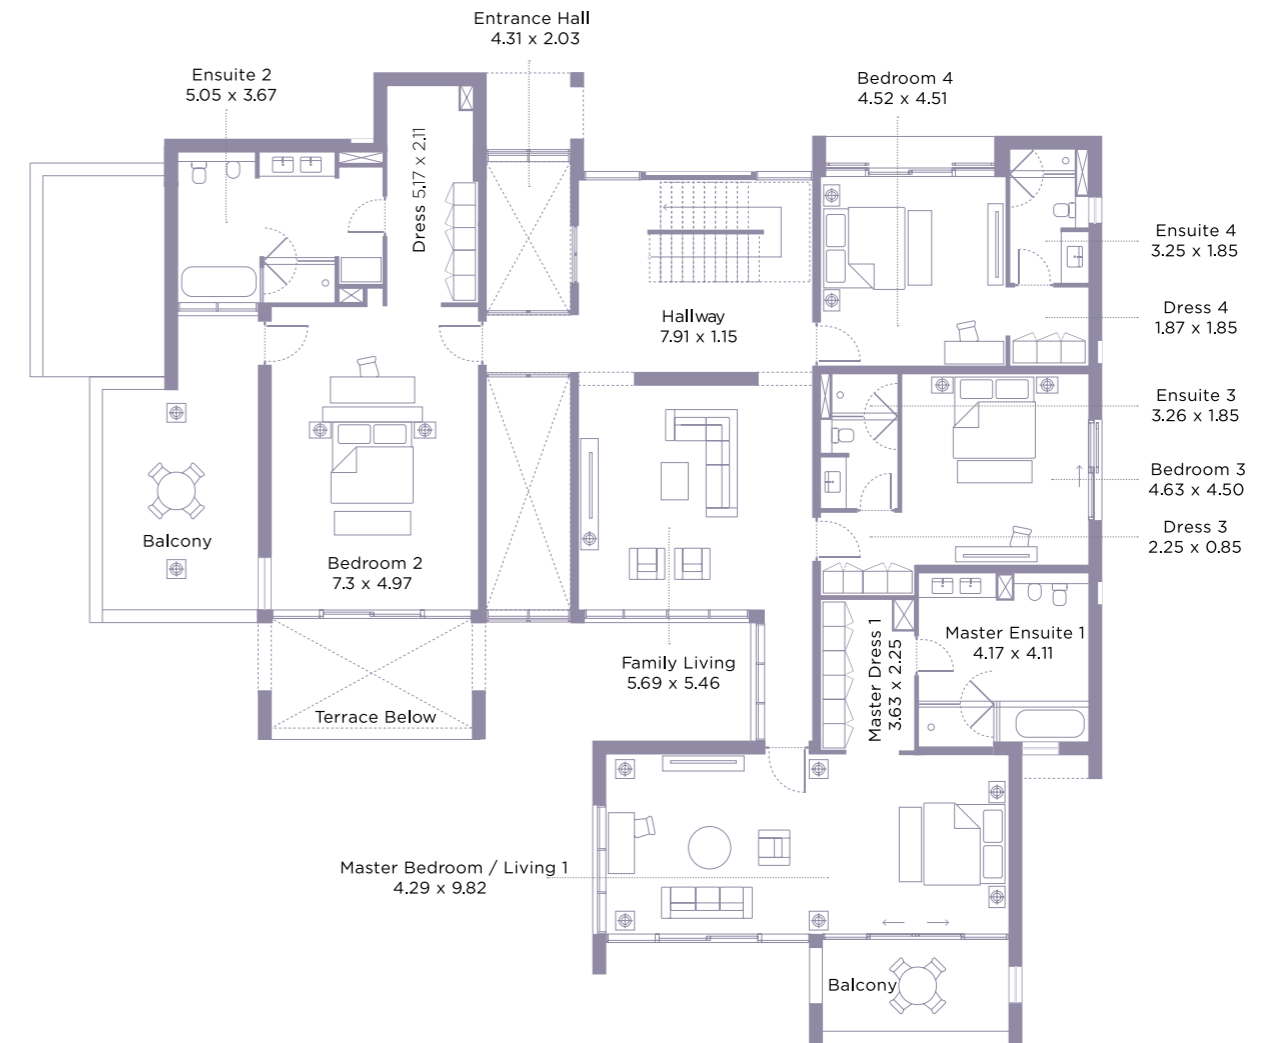 Entrance Hall
4.31 x 2.03
Ensuite 2
5.05 x 3.67
Bedroom 4
4.52 x 4.51
Dress 5.17 x 2.11
Ensuite 4
3.25 x 1.85
Dress 4
1.87 x 1.85
Hallway
7.91 x 1.15
Ensuite 3
3.26 x 1.85
Bedroom 3
4.63 x 4.50
Dress 3
2.25 x 0.85
Balcony
Bedroom 2
7.3 x 4.97
Family Living
5.69 x 5.46
Master Dress 1
3.63 x 2.25
Master Ensuite 1
4.17 x 4.11
Terrace Below
Master Bedroom / Living 1
4.29 x 9.82
Balcony